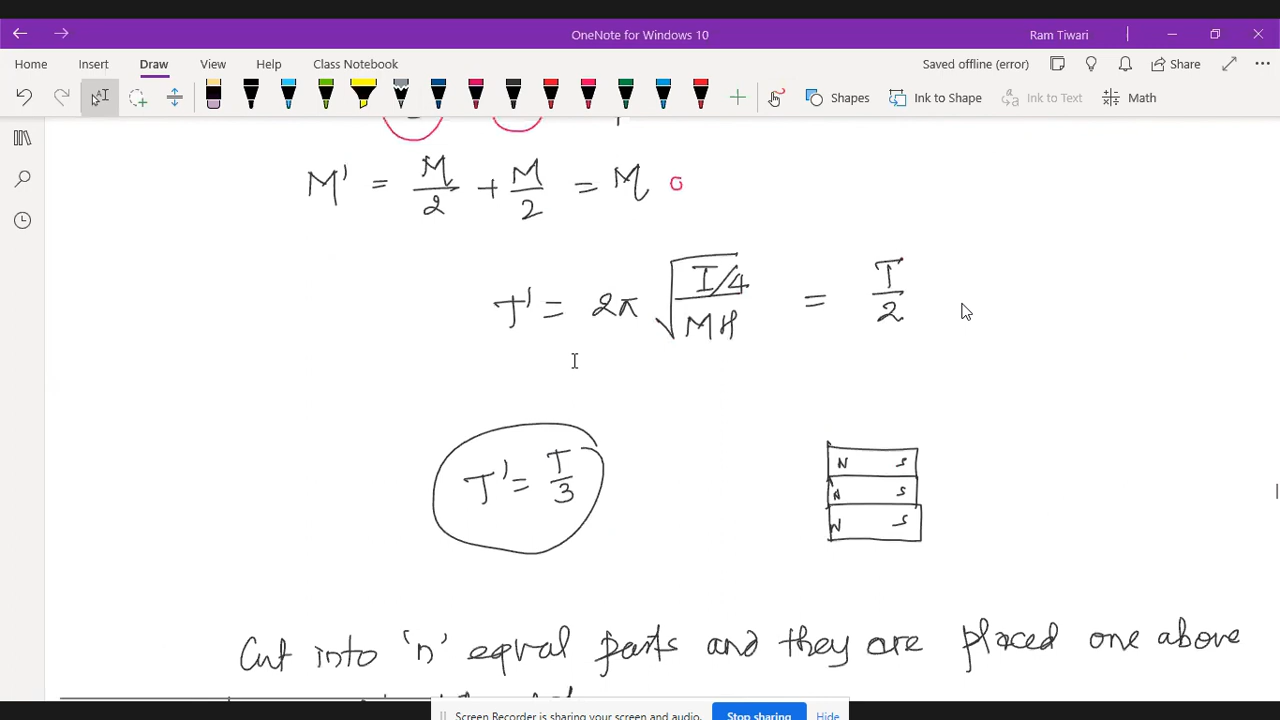 OneNote for Windows 10
Ram Tiwari
Home Insert Draw View Help Class Notebook
Saved offline (error) Share
Shapes Ink to Shape Ink to Text Math
M' = M/2 + M/2 = M 0
T' = 2π √(I/4 / MH) = T/2
T' = T/3
N S
N S
N S
Cut into 'n' equal parts and they are placed one above
Screen Recorder is sharing your screen and audio. Stop sharing Hide